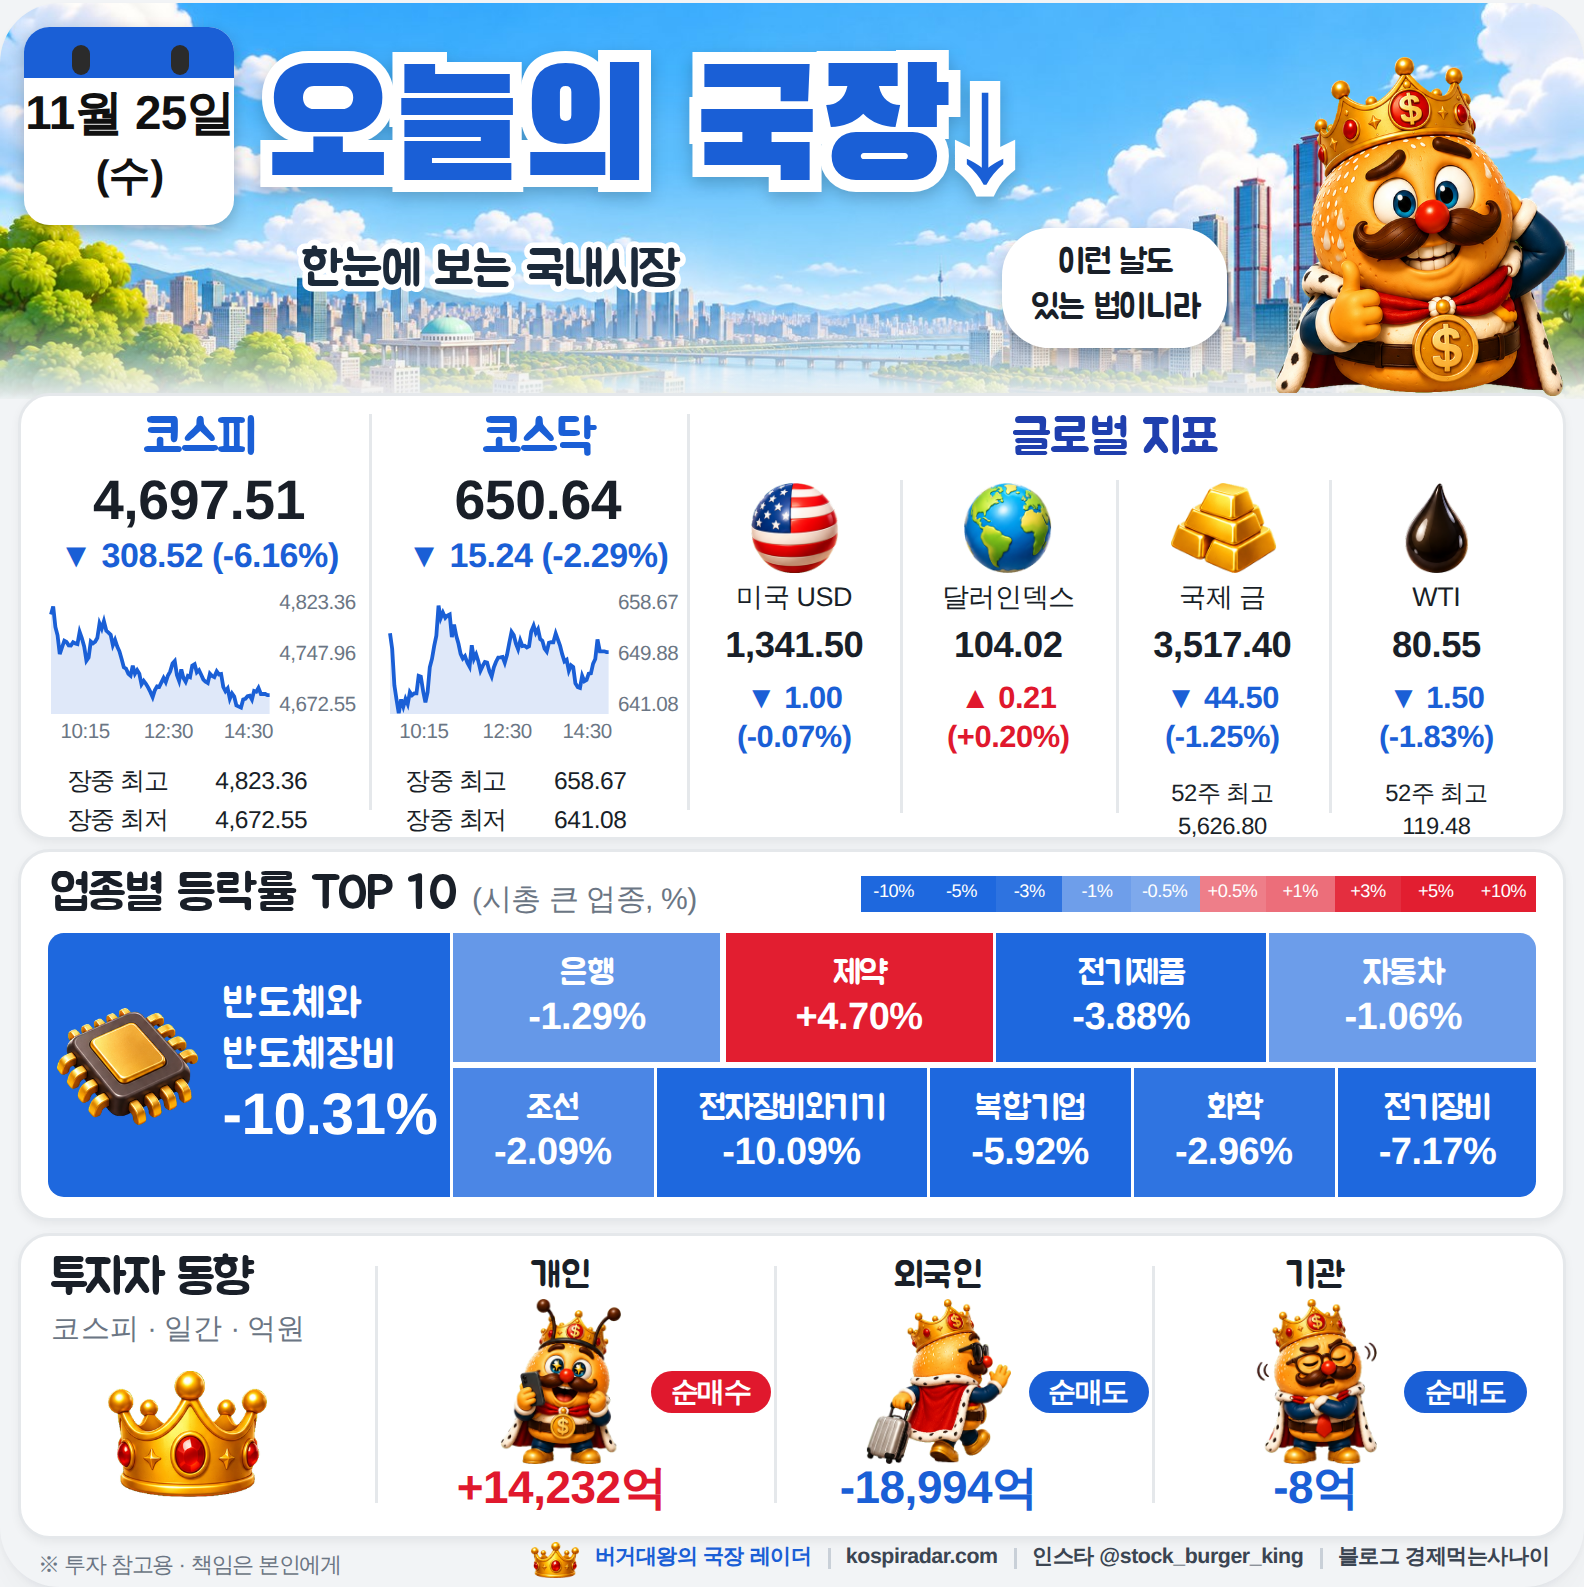 11월 25일
(수)
오늘의 국장↓
한눈에 보는 국내시장
이런 날도
있는 법이니라
코스피
4,697.51
▼ 308.52 (-6.16%)
4,823.36
4,747.96
4,672.55
10:15 12:30 14:30
장중 최고 4,823.36
장중 최저 4,672.55
코스닥
650.64
▼ 15.24 (-2.29%)
658.67
649.88
641.08
10:15 12:30 14:30
장중 최고 658.67
장중 최저 641.08
글로벌 지표
미국 USD
1,341.50
▼ 1.00
(-0.07%)
달러인덱스
104.02
▲ 0.21
(+0.20%)
국제 금
3,517.40
▼ 44.50
(-1.25%)
52주 최고
5,626.80
WTI
80.55
▼ 1.50
(-1.83%)
52주 최고
119.48
업종별 등락률 TOP 10 (시총 큰 업종, %)
-10% -5% -3% -1% -0.5% +0.5% +1% +3% +5% +10%
반도체와
반도체장비
-10.31%
은행
-1.29%
제약
+4.70%
전기제품
-3.88%
자동차
-1.06%
조선
-2.09%
전자장비와기기
-10.09%
복합기업
-5.92%
화학
-2.96%
전기장비
-7.17%
투자자 동향
코스피 · 일간 · 억원
개인
순매수
+14,232억
외국인
순매도
-18,994억
기관
순매도
-8억
※ 투자 참고용 · 책임은 본인에게
버거대왕의 국장 레이더 | kospiradar.com | 인스타 @stock_burger_king | 블로그 경제먹는사나이